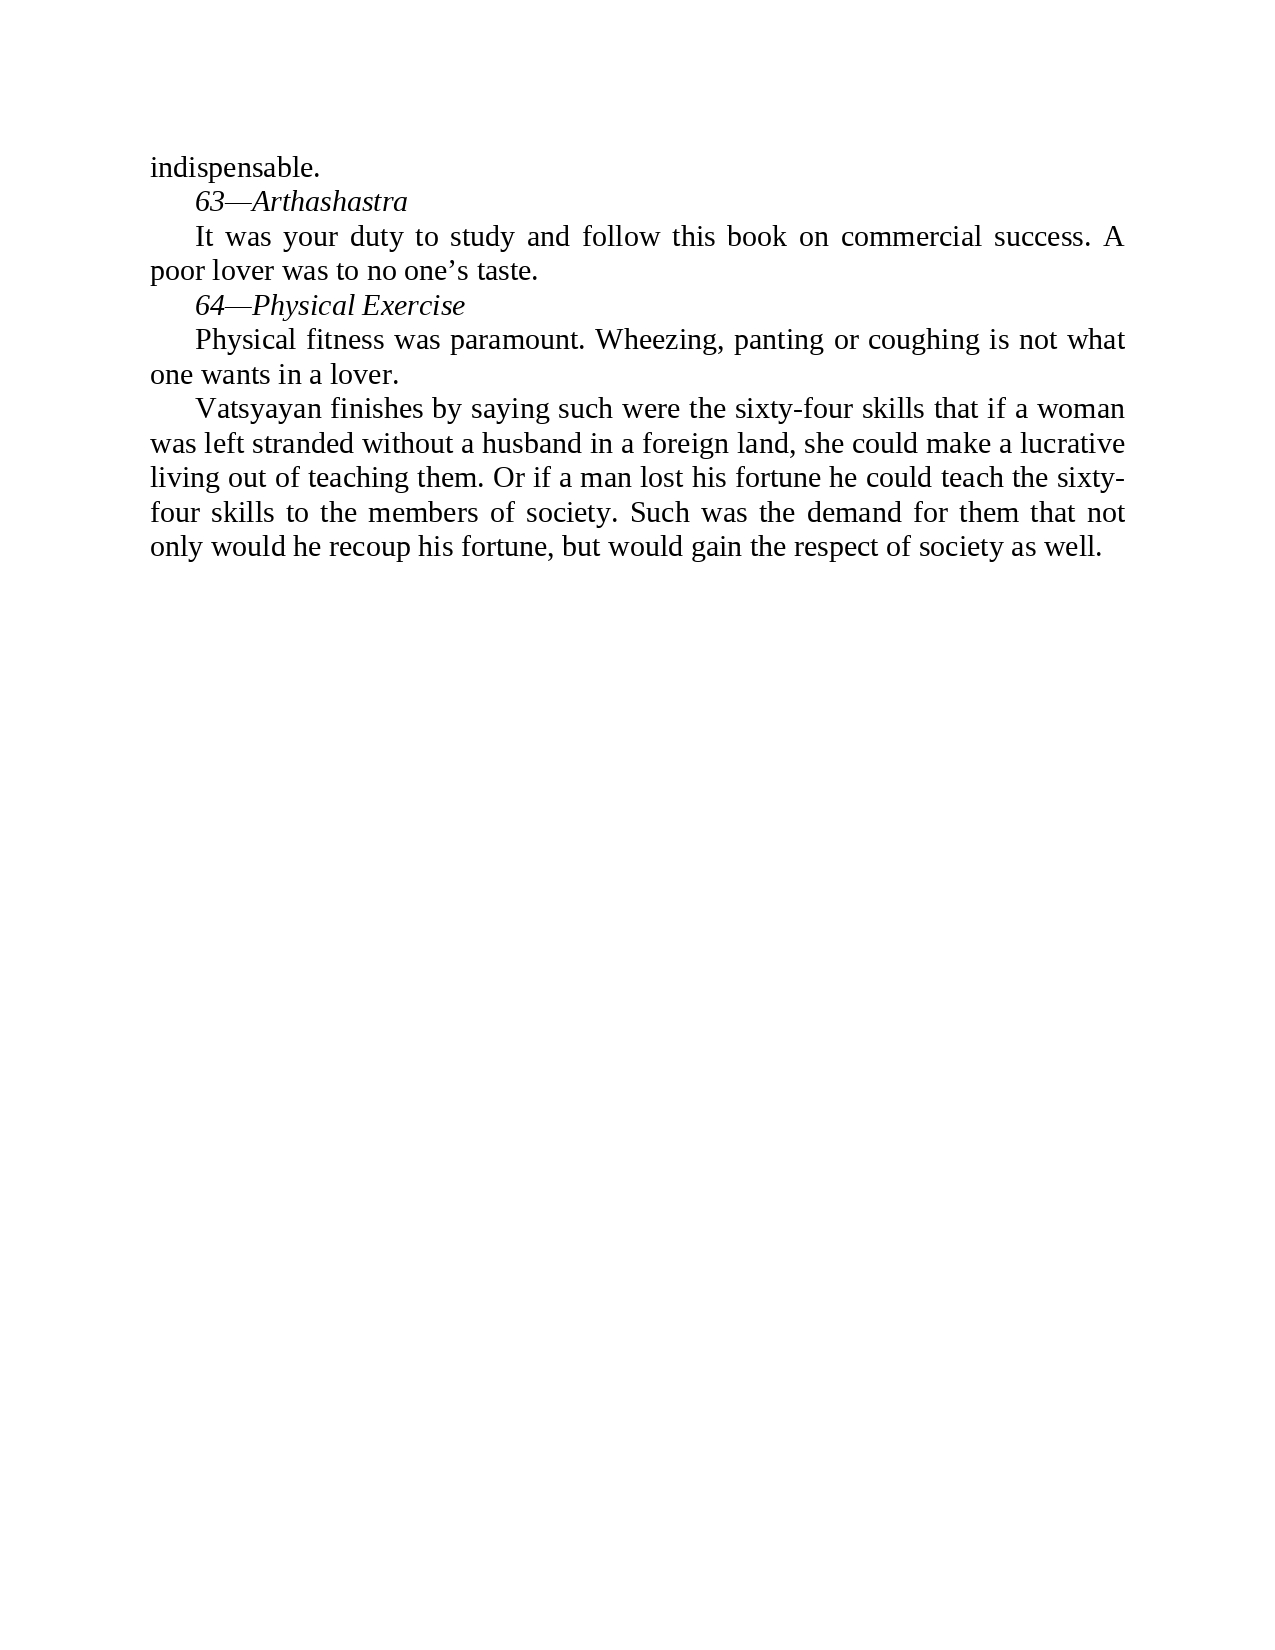 indispensable.
63—Arthashastra
It was your duty to study and follow this book on commercial success. A
poor lover was to no one’s taste.
64—Physical Exercise
Physical fitness was paramount. Wheezing, panting or coughing is not what
one wants in a lover.
Vatsyayan finishes by saying such were the sixty-four skills that if a woman
was left stranded without a husband in a foreign land, she could make a lucrative
living out of teaching them. Or if a man lost his fortune he could teach the sixty-
four skills to the members of society. Such was the demand for them that not
only would he recoup his fortune, but would gain the respect of society as well.